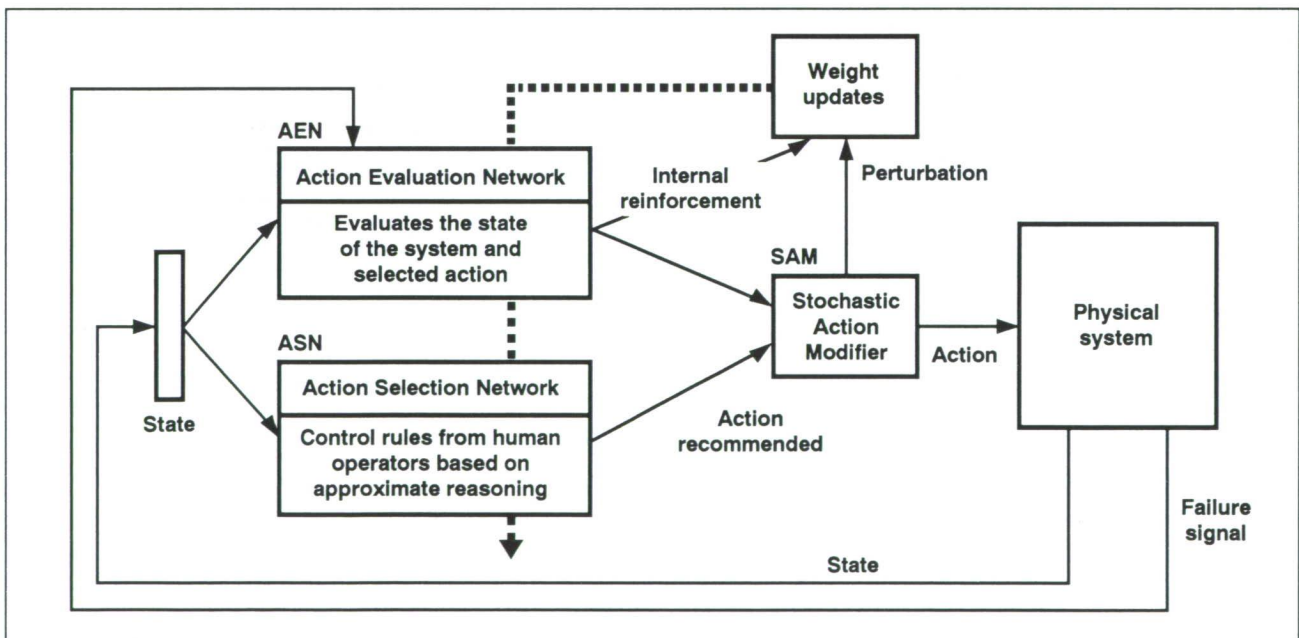 Weight
updates
AEN
Action Evaluation Network
Evaluates the state
of the system and
selected action
Internal
reinforcement
Perturbation
SAM
Stochastic
Action
Modifier
Action
Physical
system
State
ASN
Action Selection Network
Control rules from human
operators based on
approximate reasoning
Action
recommended
Failure
signal
State